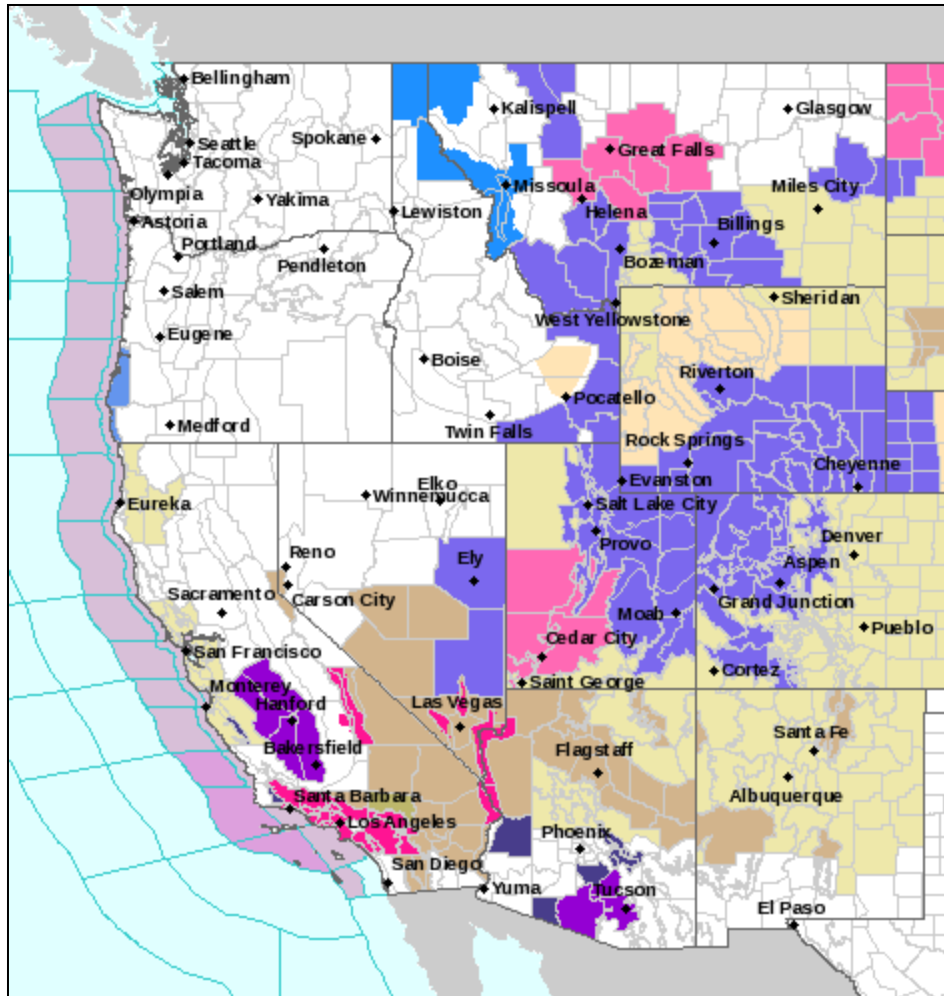 Bellingham
Kalispell
Glasgow
Seattle
Spokane
Great Falls
Tacoma
Olympia
Missoula
Miles City
Yakima
Helena
Astoria
Lewiston
Billings
Portland
Pendleton
Bozeman
Salem
Sheridan
West Yellowstone
Eugene
Boise
Riverton
Pocatello
Medford
Twin Falls
Rock Springs
Cheyenne
Elko
Evanston
Winnemucca
Eureka
Salt Lake City
Provo
Denver
Reno
Ely
Aspen
Sacramento
Carson City
Grand Junction
Moab
Pueblo
Cedar City
San Francisco
Cortez
Saint George
Monterey
Hanford
Las Vegas
Bakersfield
Flagstaff
Santa Fe
Santa Barbara
Albuquerque
Los Angeles
Phoenix
San Diego
Yuma
Tucson
El Paso